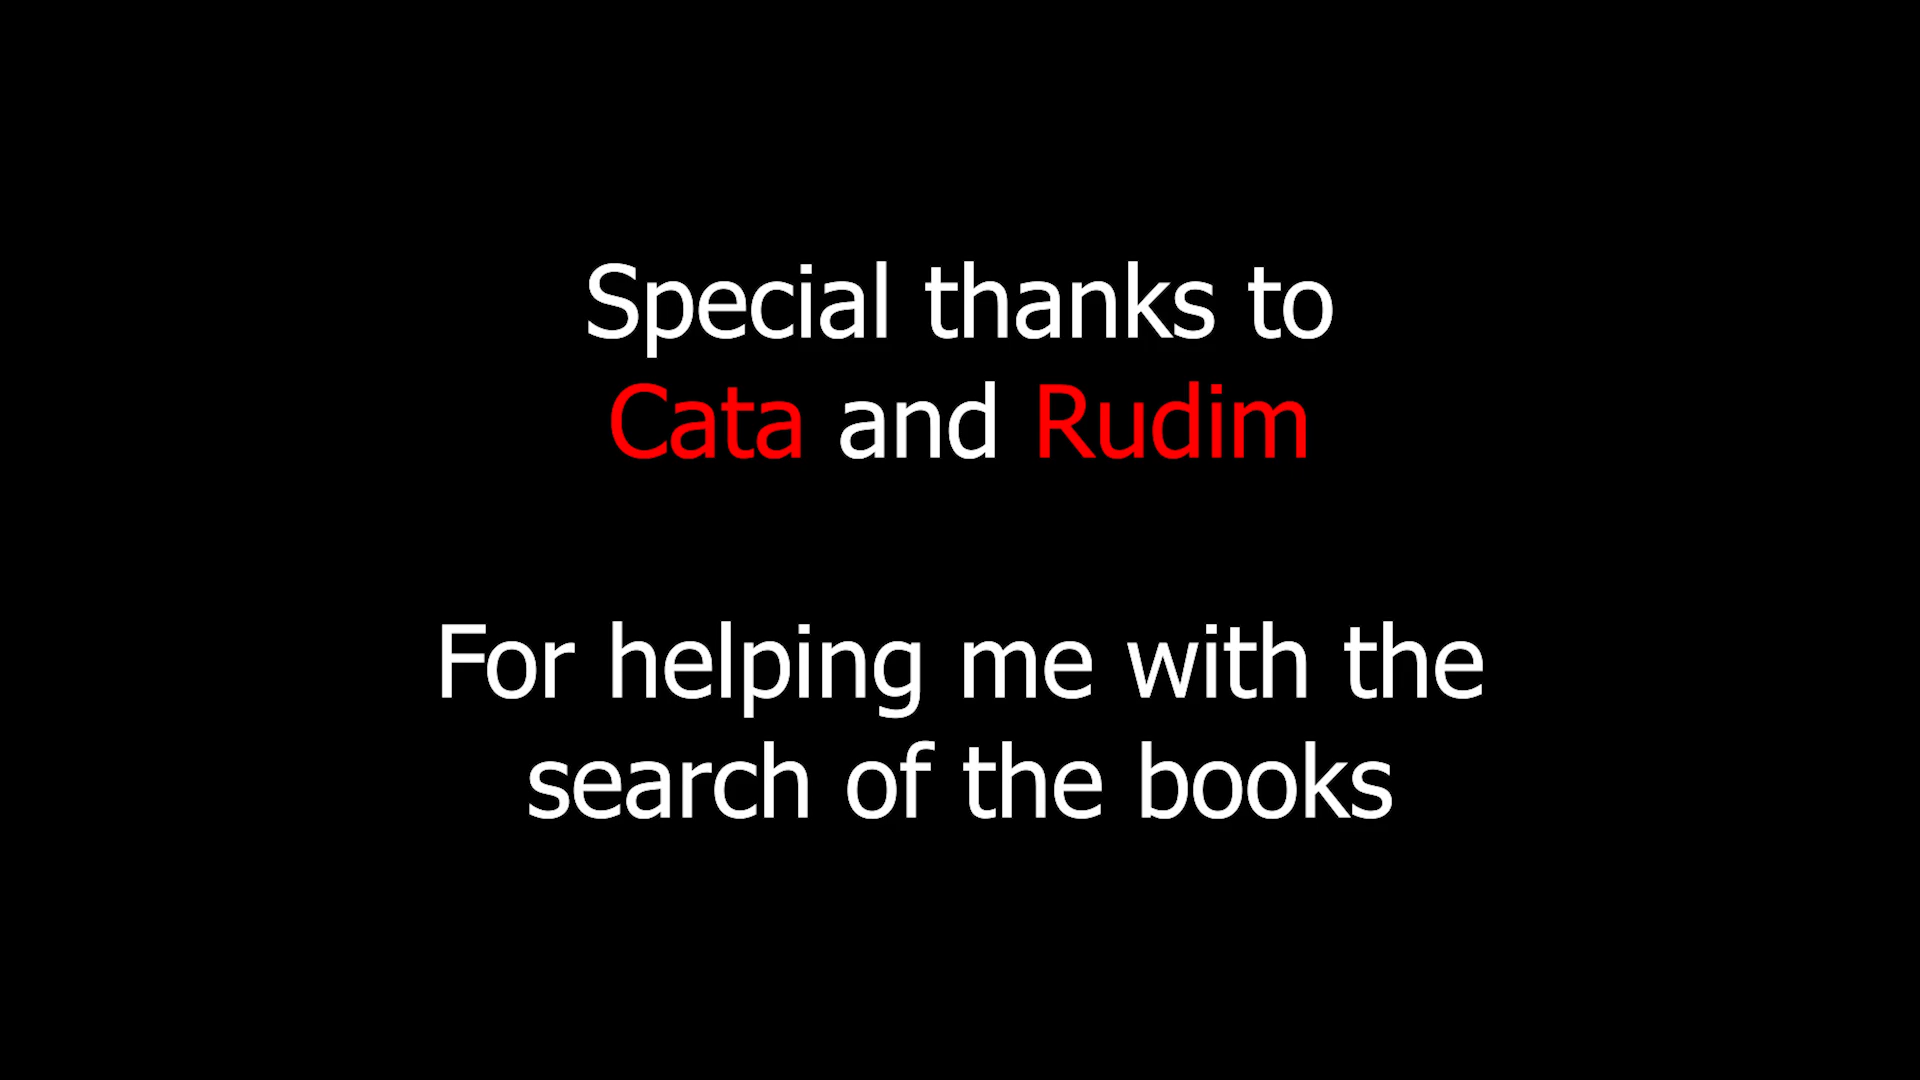 Special thanks to
Cata and Rudim
For helping me with the
search of the books